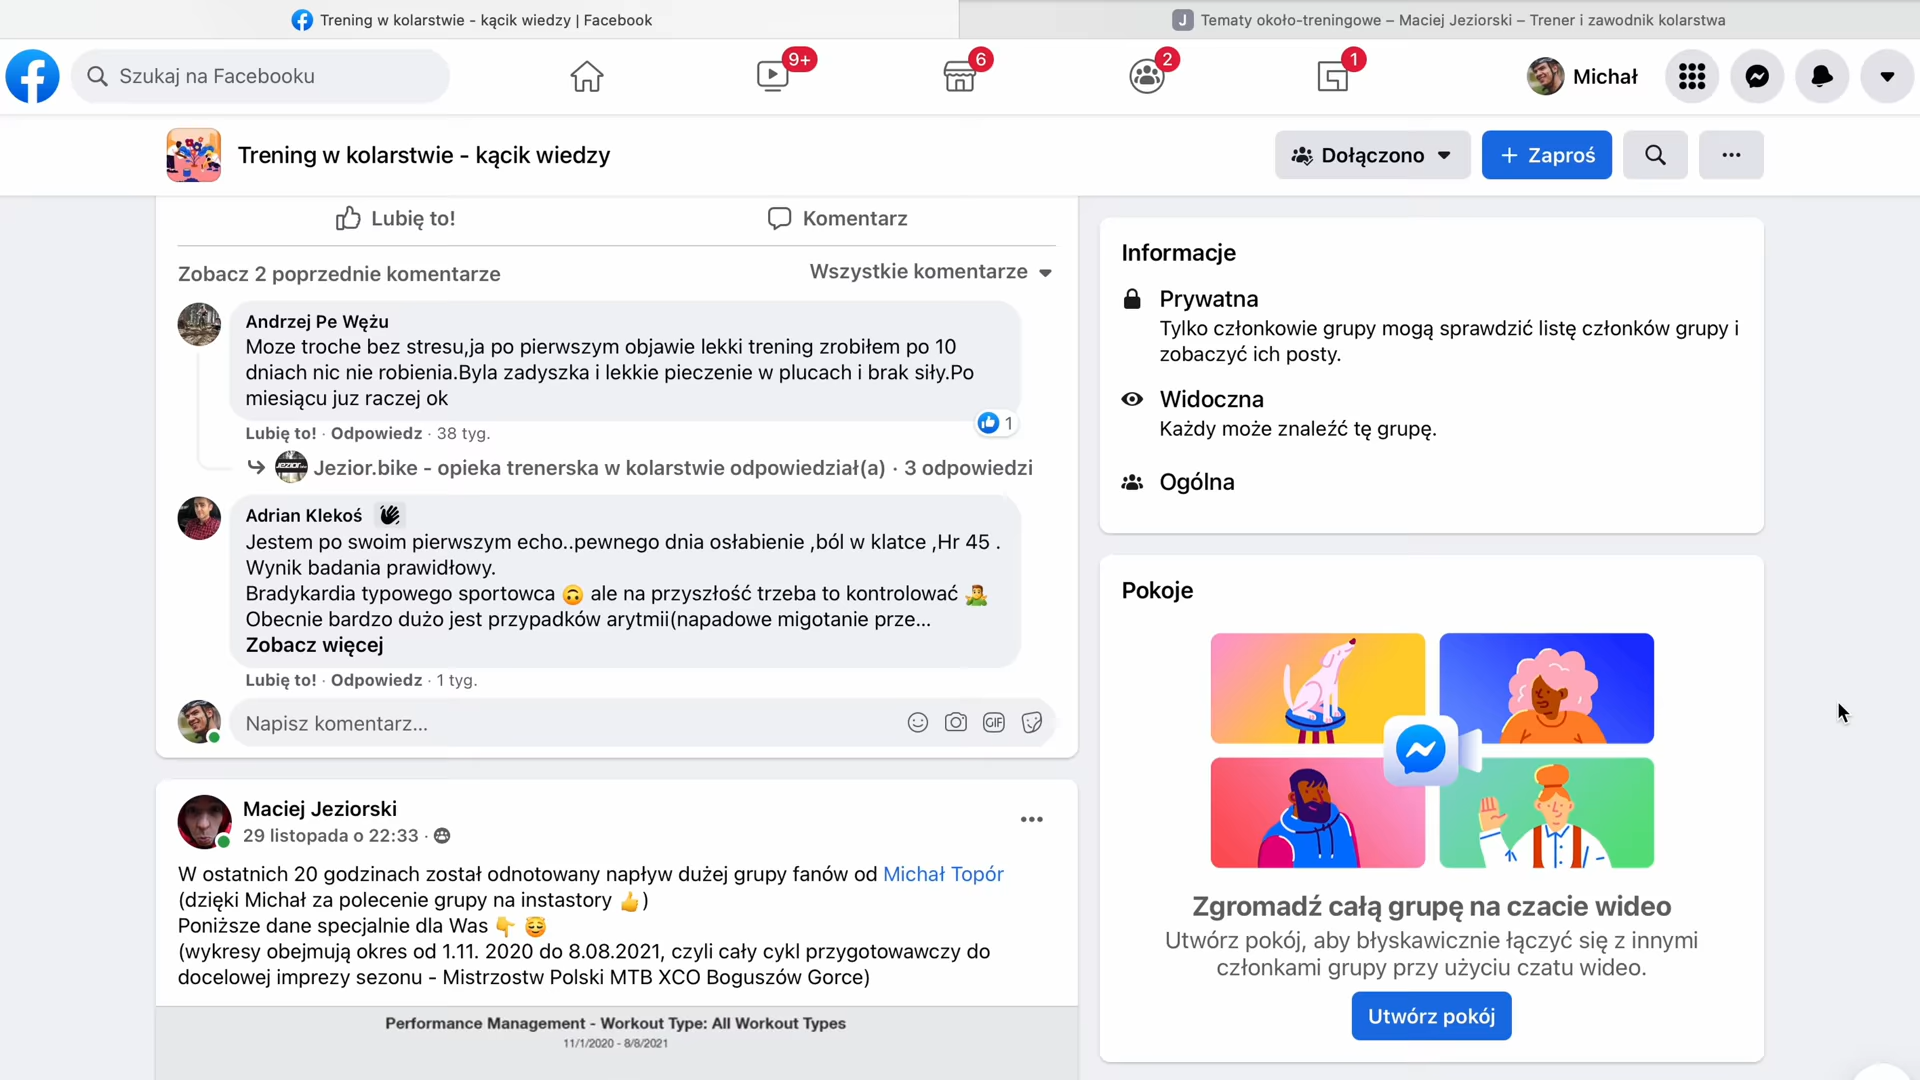 Trening w kolarstwie - kącik wiedzy | Facebook
J Tematy około-treningowe – Maciej Jeziorski – Trener i zawodnik kolarstwa
Szukaj na Facebooku
9+
6
2
1
Michał
Trening w kolarstwie - kącik wiedzy
Dołączono
+ Zaproś
Lubię to!
Komentarz
Zobacz 2 poprzednie komentarze
Wszystkie komentarze
Andrzej Pe Wężu
Moze troche bez stresu,ja po pierwszym objawie lekki trening zrobiłem po 10
dniach nic nie robienia.Byla zadyszka i lekkie pieczenie w plucach i brak siły.Po
miesiącu juz raczej ok
1
Lubię to! · Odpowiedz · 38 tyg.
Jezior.bike - opieka trenerska w kolarstwie odpowiedział(a) · 3 odpowiedzi
Adrian Klekoś
Jestem po swoim pierwszym echo..pewnego dnia osłabienie ,ból w klatce ,Hr 45 .
Wynik badania prawidłowy.
Bradykardia typowego sportowca 🙃 ale na przyszłość trzeba to kontrolować 🤷‍♂️
Obecnie bardzo dużo jest przypadków arytmii(napadowe migotanie prze...
Zobacz więcej
Lubię to! · Odpowiedz · 1 tyg.
Napisz komentarz...
GIF
Maciej Jeziorski
29 listopada o 22:33 ·
W ostatnich 20 godzinach został odnotowany napływ dużej grupy fanów od Michał Topór
(dzięki Michał za polecenie grupy na instastory 👍)
Poniższe dane specjalnie dla Was 👇 😇
(wykresy obejmują okres od 1.11. 2020 do 8.08.2021, czyli cały cykl przygotowawczy do
docelowej imprezy sezonu - Mistrzostw Polski MTB XCO Boguszów Gorce)
Performance Management - Workout Type: All Workout Types
11/1/2020 - 8/8/2021
Informacje
Prywatna
Tylko członkowie grupy mogą sprawdzić listę członków grupy i
zobaczyć ich posty.
Widoczna
Każdy może znaleźć tę grupę.
Ogólna
Pokoje
Zgromadź całą grupę na czacie wideo
Utwórz pokój, aby błyskawicznie łączyć się z innymi
członkami grupy przy użyciu czatu wideo.
Utwórz pokój